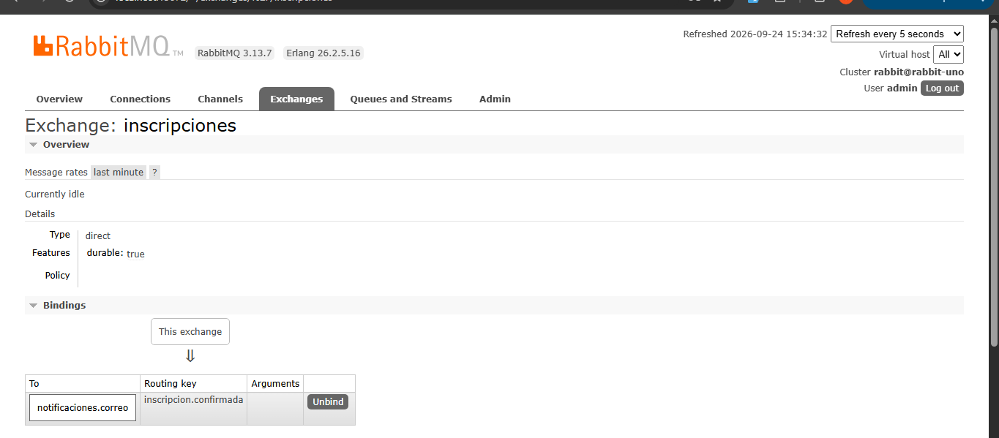 Refreshed 2026-09-24 15:34:32 Refresh every 5 seconds
RabbitMQ TM RabbitMQ 3.13.7 Erlang 26.2.5.16
Virtual host All
Cluster rabbit@rabbit-uno
User admin Log out
Overview Connections Channels Exchanges Queues and Streams Admin
Exchange: inscripciones
Overview
Message rates last minute ?
Currently idle
Details
Type direct
Features durable: true
Policy
Bindings
This exchange
⇓
To Routing key Arguments
notificaciones.correo inscripcion.confirmada Unbind